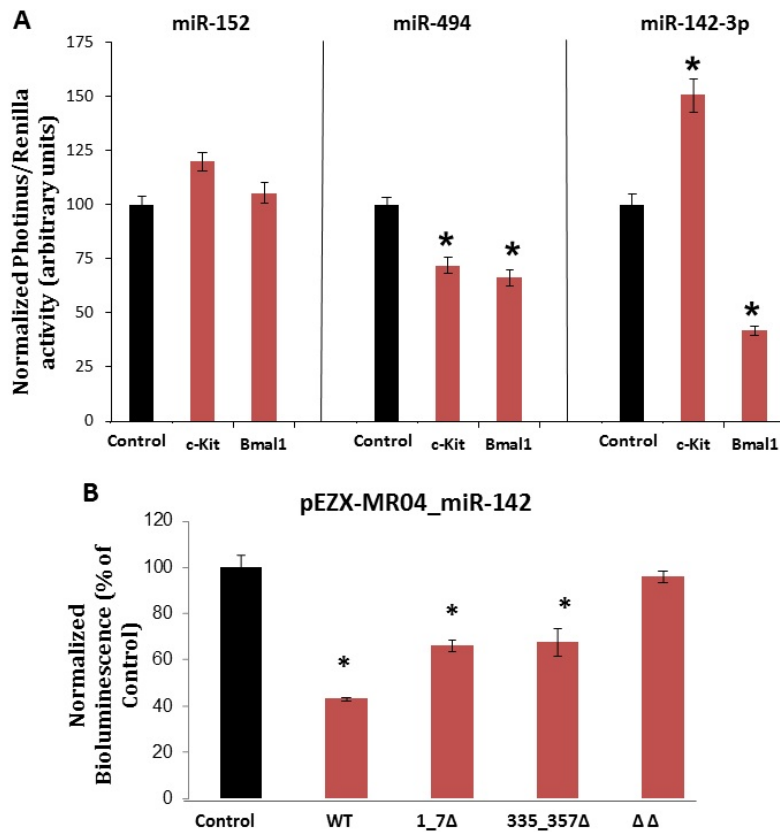 A
miR-152 miR-494 miR-142-3p
Normalized Photinus/Renilla
activity (arbitrary units)
175
150
125
100
75
50
25
0
* * * *
Control c-Kit Bmal1 Control c-Kit Bmal1 Control c-Kit Bmal1
B
pEZX-MR04_miR-142
Normalized
Bioluminescence (% of
Control)
120
100
80
60
40
20
0
* * *
Control WT 1_7Δ 335_357Δ Δ Δ